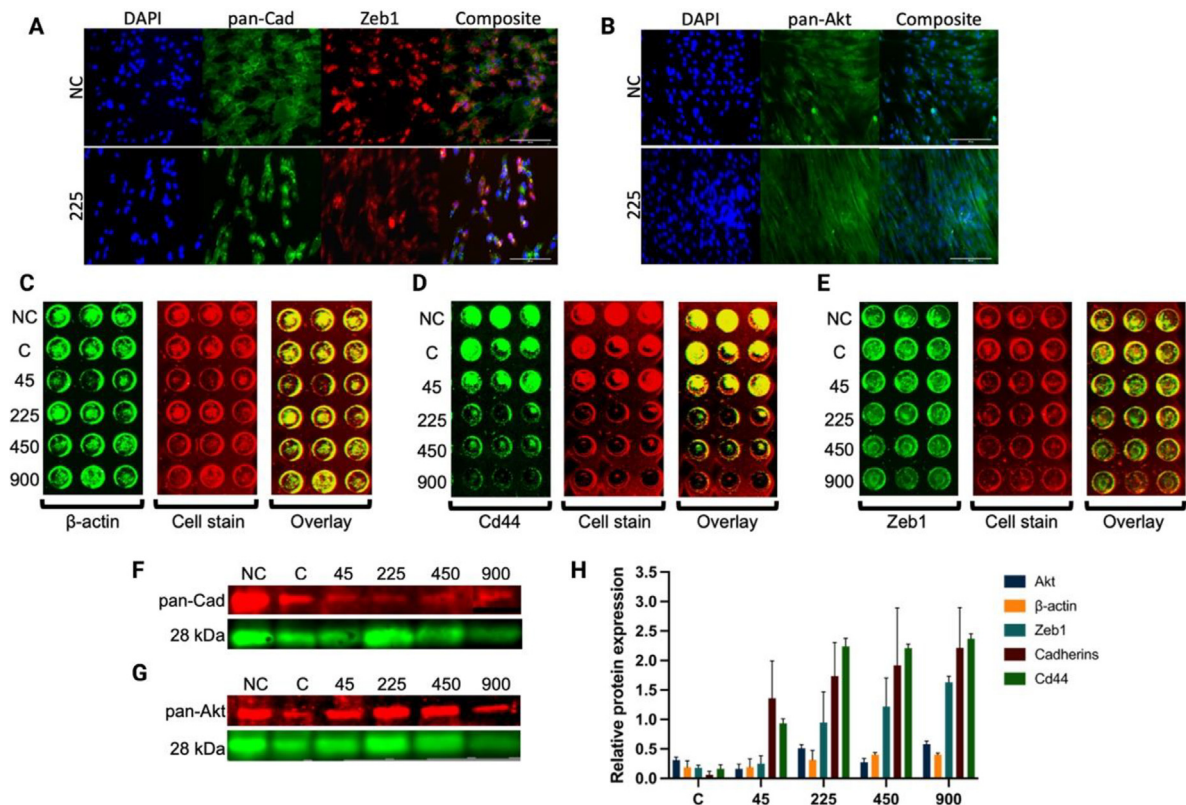 A
DAPI pan-Cad Zeb1 Composite
NC
225
B
DAPI pan-Akt Composite
NC
225
C
NC
C
45
225
450
900
β-actin Cell stain Overlay
D
NC
C
45
225
450
900
Cd44 Cell stain Overlay
E
NC
C
45
225
450
900
Zeb1 Cell stain Overlay
F
NC C 45 225 450 900
pan-Cad
28 kDa
G
NC C 45 225 450 900
pan-Akt
28 kDa
H
Relative protein expression
3.5
3.0
2.5
2.0
1.5
1.0
0.5
0.0
C 45 225 450 900
Akt
β-actin
Zeb1
Cadherins
Cd44